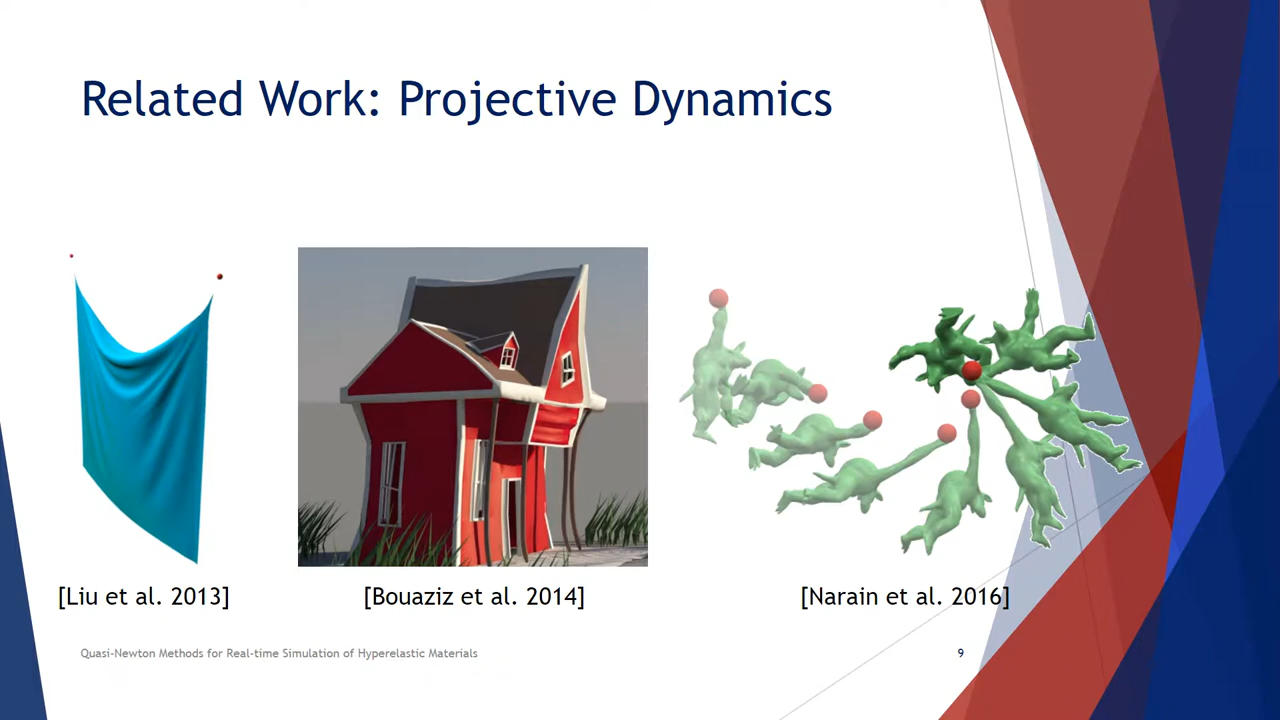 Related Work: Projective Dynamics
[Liu et al. 2013]
[Bouaziz et al. 2014]
[Narain et al. 2016]
Quasi-Newton Methods for Real-time Simulation of Hyperelastic Materials
9